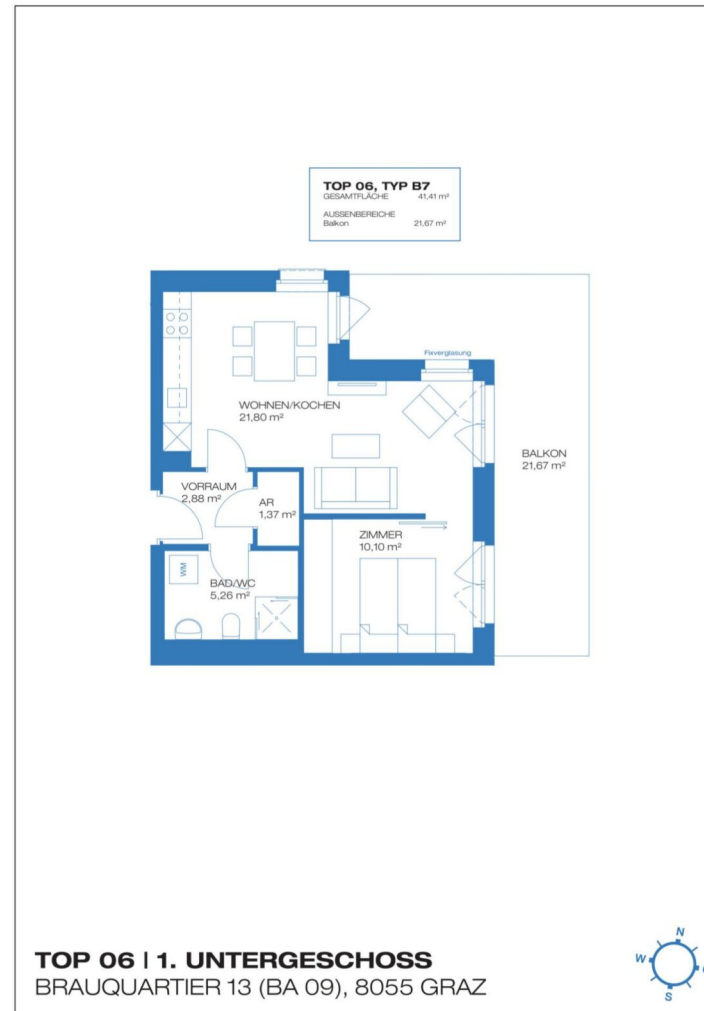 TOP 06, TYP B7
GESAMTFLÄCHE 41,41 m²
AUSSENBEREICHE
Balkon 21,67 m²
Fixverglasung
WOHNEN/KOCHEN
21,80 m²
BALKON
21,67 m²
VORRAUM
2,88 m²
AR
1,37 m²
ZIMMER
10,10 m²
WM
BAD/WC
5,26 m²
TOP 06 | 1. UNTERGESCHOSS
BRAUQUARTIER 13 (BA 09), 8055 GRAZ
N
W
S